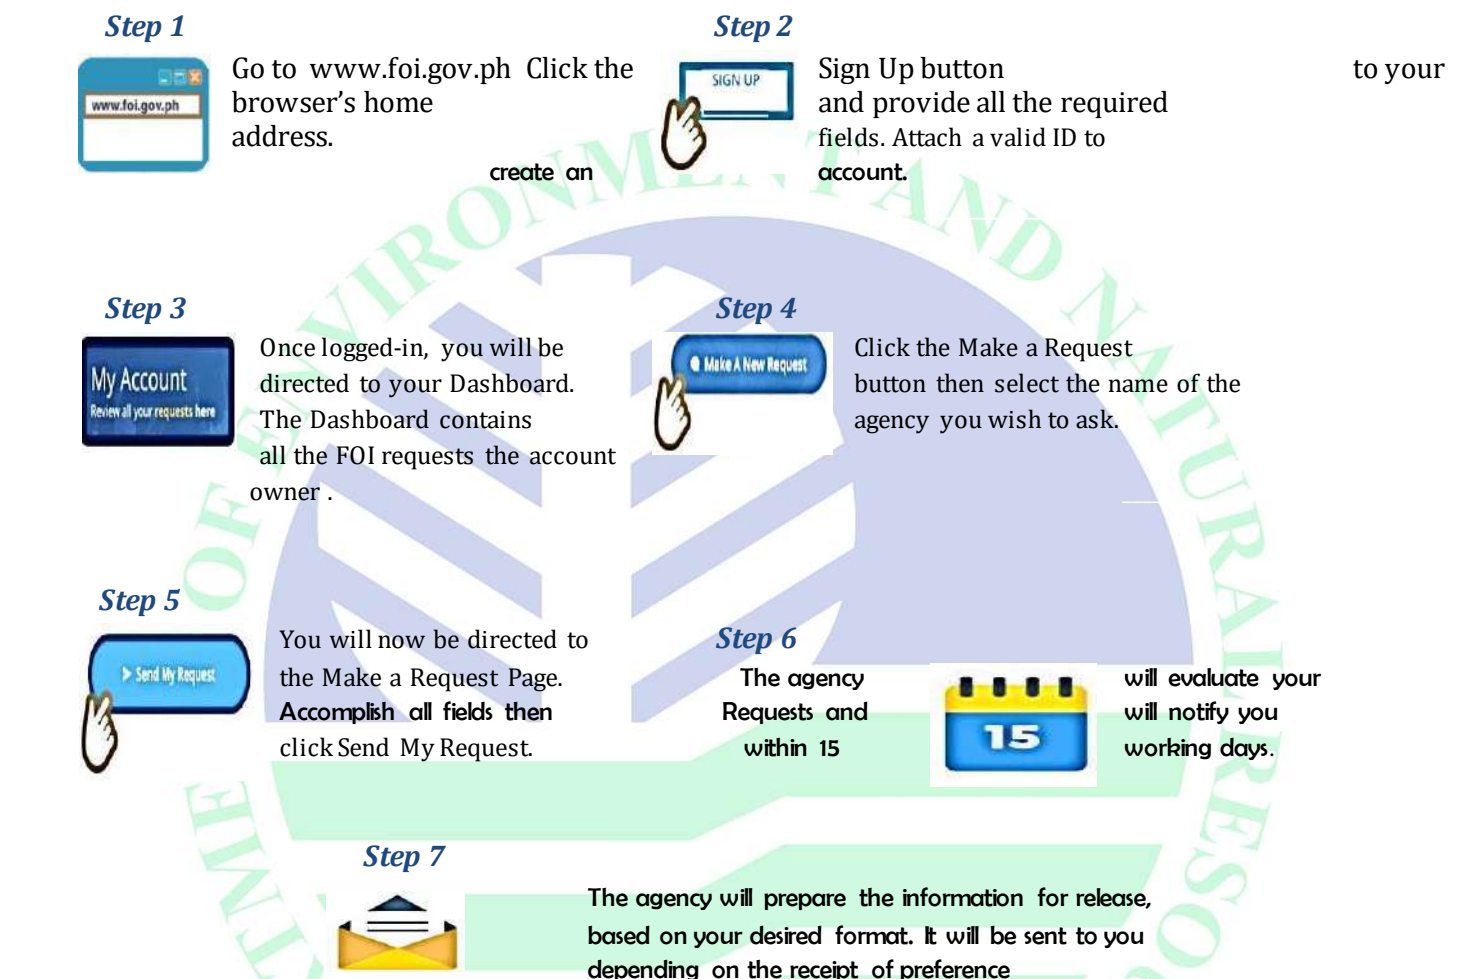 Step 1
www.foi.gov.ph
Go to www.foi.gov.ph Click the
browser’s home
address.
Step 2
SIGN UP
Sign Up button to your
and provide all the required
fields. Attach a valid ID to
create an account.
Step 3
My Account
Review all your requests here
Once logged-in, you will be
directed to your Dashboard.
The Dashboard contains
all the FOI requests the account
owner .
Step 4
Make A New Request
Click the Make a Request
button then select the name of the
agency you wish to ask.
Step 5
Send My Request
You will now be directed to
the Make a Request Page.
Accomplish all fields then
click Send My Request.
Step 6
15
The agency will evaluate your
Requests and will notify you
within 15 working days.
Step 7
The agency will prepare the information for release,
based on your desired format. It will be sent to you
depending on the receipt of preference
OF ENVIRONMENT AND NATURAL RESO